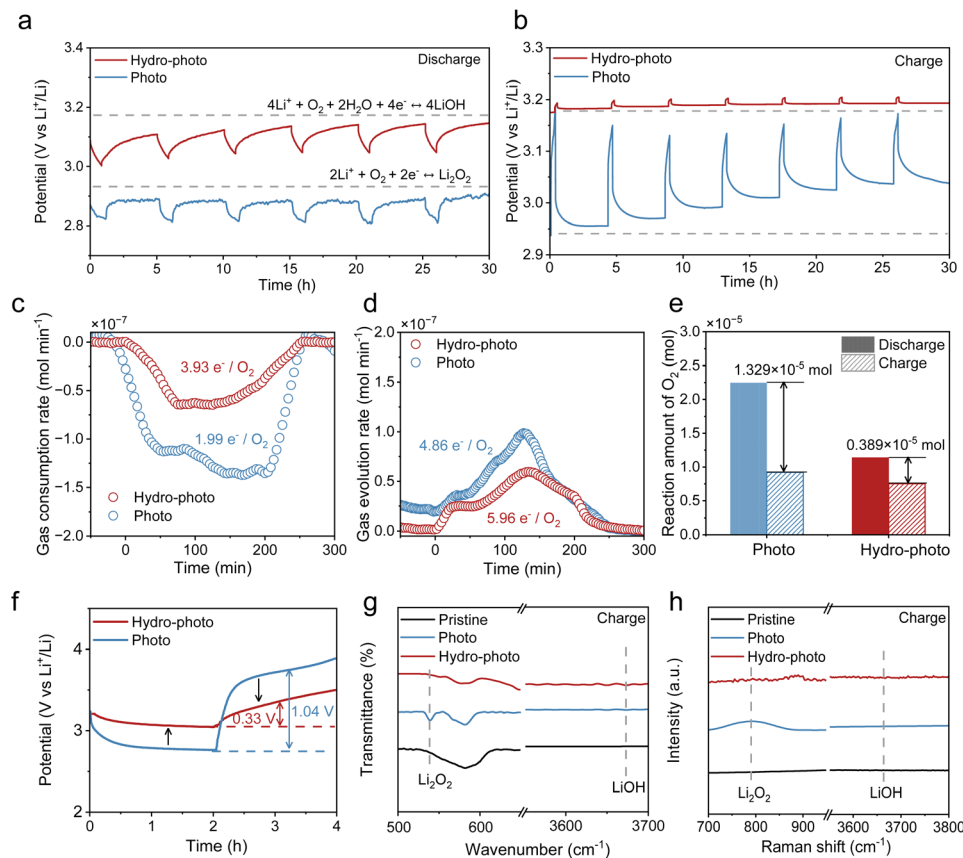 a
3.4
3.2
3.0
2.8
Potential (V vs Li⁺/Li)
Hydro-photo
Photo
Discharge
4Li⁺ + O₂ + 2H₂O + 4e⁻ ↔ 4LiOH
2Li⁺ + O₂ + 2e⁻ ↔ Li₂O₂
0 5 10 15 20 25 30
Time (h)
b
3.3
3.2
3.1
3.0
2.9
Potential (V vs Li⁺/Li)
Hydro-photo
Photo
Charge
0 5 10 15 20 25 30
Time (h)
c
×10⁻⁷
0.0
−0.5
−1.0
−1.5
−2.0
Gas consumption rate (mol min⁻¹)
3.93 e⁻ / O₂
1.99 e⁻ / O₂
Hydro-photo
Photo
0 100 200 300
Time (min)
d
×10⁻⁷
2.0
1.5
1.0
0.5
0.0
Gas evolution rate (mol min⁻¹)
Hydro-photo
Photo
4.86 e⁻ / O₂
5.96 e⁻ / O₂
0 100 200 300
Time (min)
e
×10⁻⁵
3.0
2.5
2.0
1.5
1.0
0.5
0.0
Reaction amount of O₂ (mol)
Discharge
Charge
1.329×10⁻⁵ mol
0.389×10⁻⁵ mol
Photo Hydro-photo
f
4
3
2
Potential (V vs Li⁺/Li)
Hydro-photo
Photo
0.33 V
1.04 V
0 1 2 3 4
Time (h)
g
Transmittance (%)
Pristine
Photo
Hydro-photo
Charge
Li₂O₂
LiOH
500 600 3600 3700
Wavenumber (cm⁻¹)
h
Intensity (a.u.)
Pristine
Photo
Hydro-photo
Charge
Li₂O₂
LiOH
700 800 900 3600 3700 3800
Raman shift (cm⁻¹)